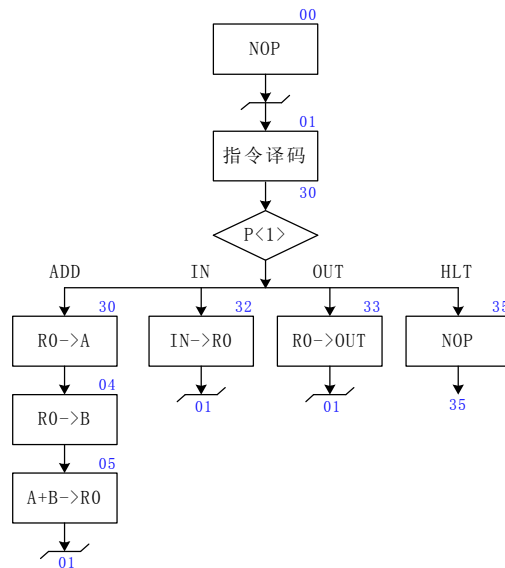 00
NOP
01
指令译码
30
P<1>
ADD IN OUT HLT
30 32 33 35
R0->A IN->R0 R0->OUT NOP
04 01 01 35
R0->B
05
A+B->R0
01